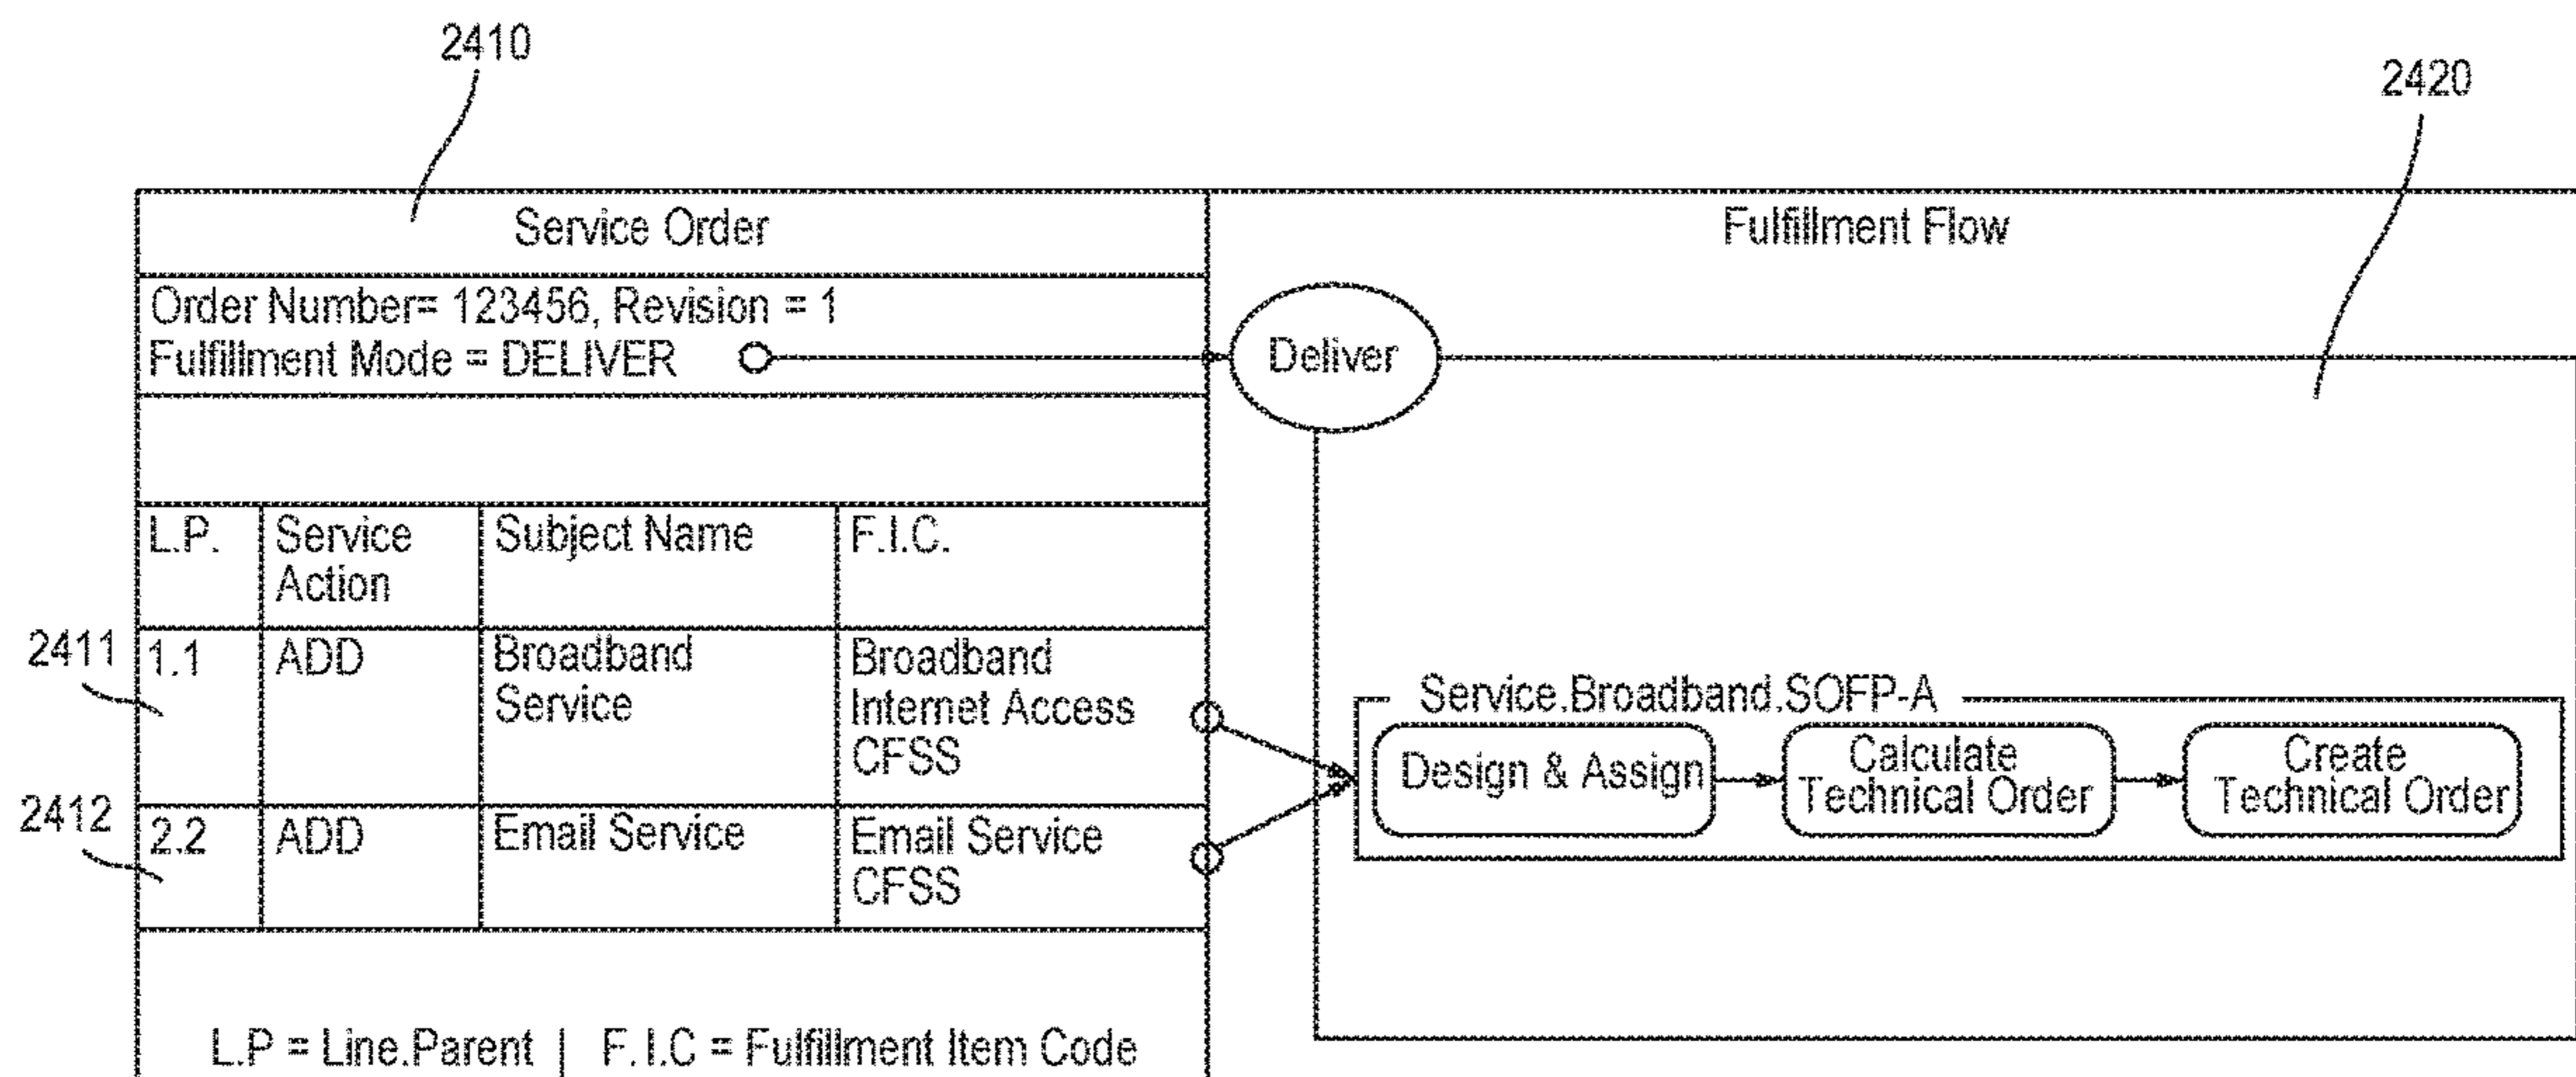 2410
2420
Service Order
Fulfillment Flow
Order Number= 123456, Revision = 1
Fulfillment Mode = DELIVER
Deliver
L.P.
Service
Action
Subject Name
F.I.C.
2411
1.1
ADD
Broadband
Service
Broadband
Internet Access
CFSS
2412
2.2
ADD
Email Service
Email Service
CFSS
Service.Broadband.SOFP-A
Design & Assign
Calculate
Technical Order
Create
Technical Order
L.P = Line.Parent | F.I.C = Fulfillment Item Code